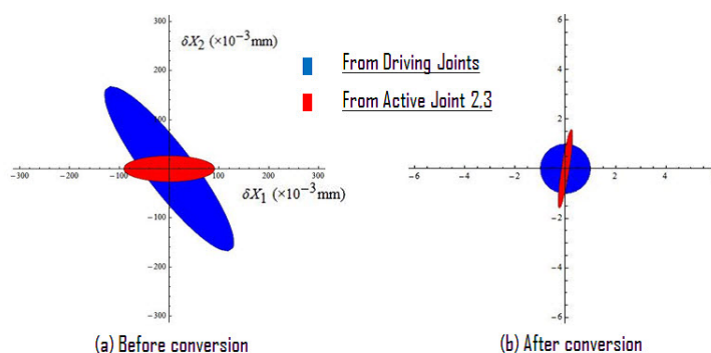 300
δX₂ (×10⁻³mm)
200
100
-300 -200 -100 100 200 300
δX₁ (×10⁻³mm)
-100
-200
-300
From Driving Joints
From Active Joint 2,3
6
4
2
-6 -4 -2 2 4
-2
-4
-6
(a) Before conversion
(b) After conversion